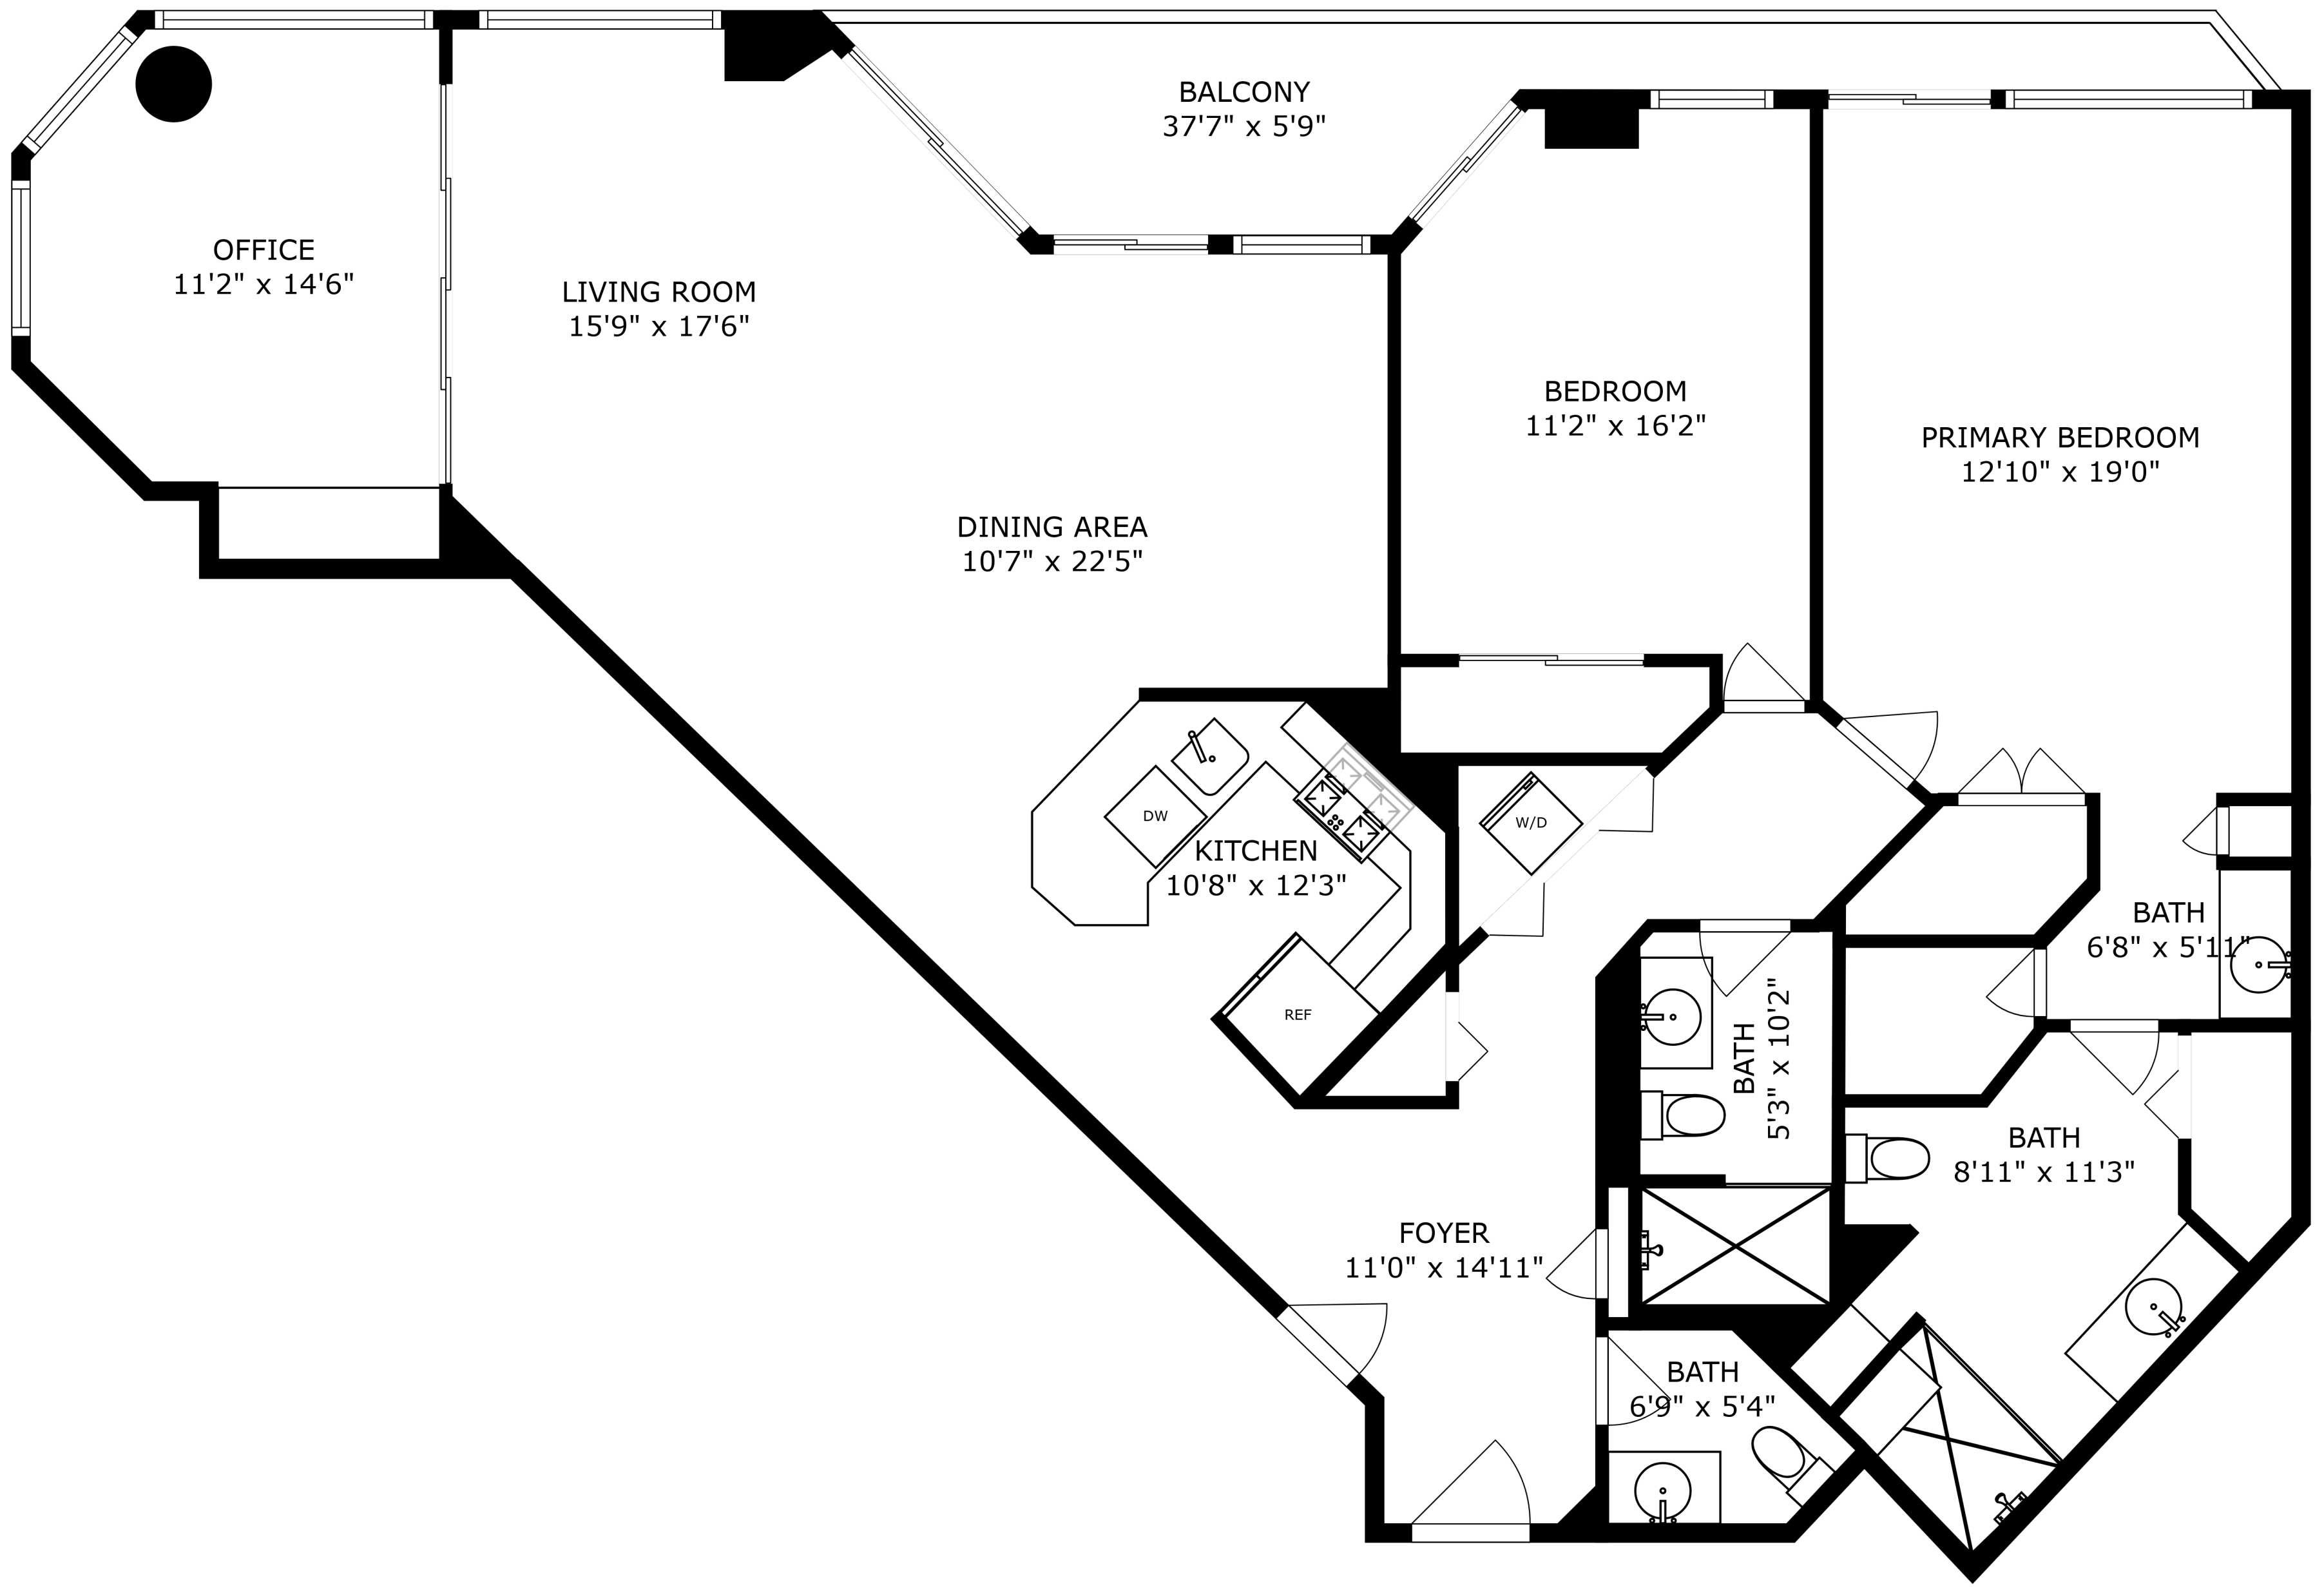 BALCONY
37'7" x 5'9"
OFFICE
11'2" x 14'6"
LIVING ROOM
15'9" x 17'6"
BEDROOM
11'2" x 16'2"
PRIMARY BEDROOM
12'10" x 19'0"
DINING AREA
10'7" x 22'5"
DW
W/D
KITCHEN
10'8" x 12'3"
BATH
6'8" x 5'11"
REF
BATH
5'3" x 10'2"
BATH
8'11" x 11'3"
FOYER
11'0" x 14'11"
BATH
6'9" x 5'4"